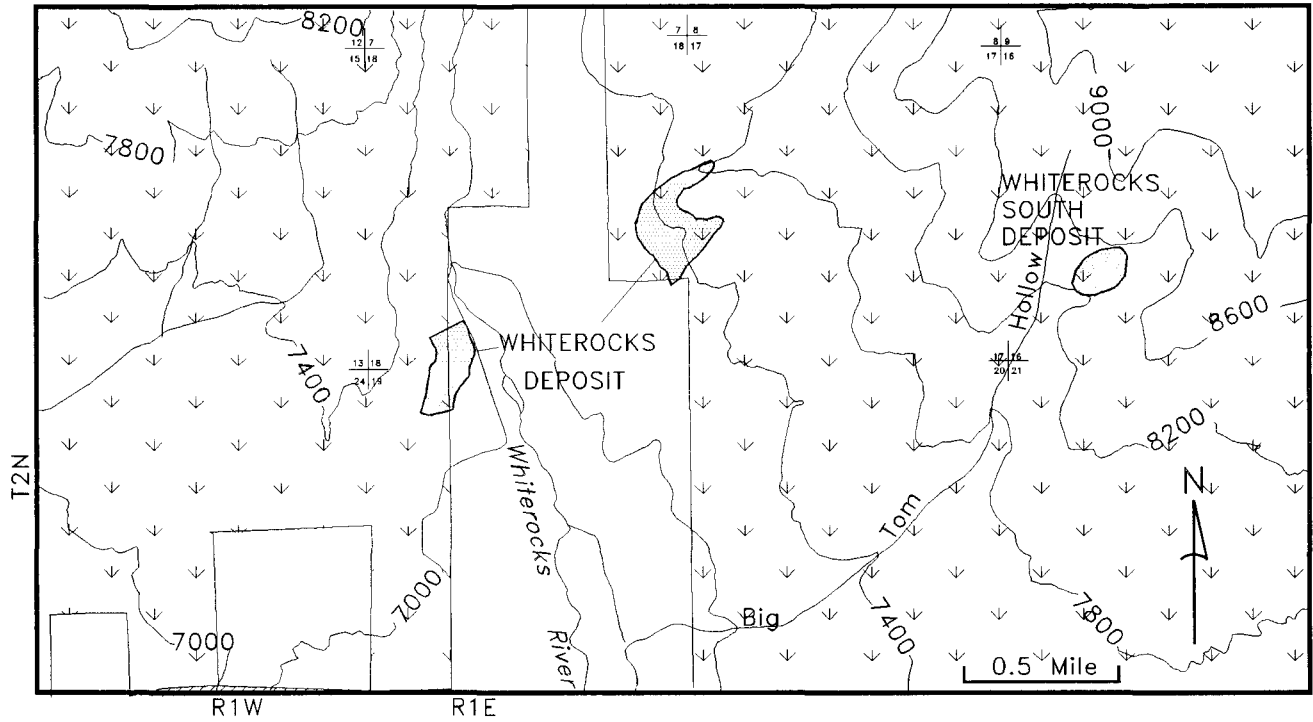 8200
12 7
15 18
7 8
18 17
8 9
17 16
7800
9000
WHITEROCKS
SOUTH
DEPOSIT
Hollow
8600
WHITEROCKS
DEPOSIT
7400
13 18
24 19
17 16
20 21
8200
T2N
Whiterocks
River
Tom
Big
N
7000
7000
7400
7800
0.5 Mile
R1W
R1E